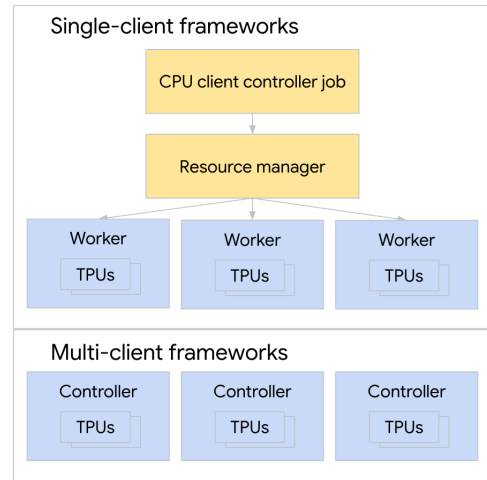 Single-client frameworks
CPU client controller job
Resource manager
Worker Worker Worker
TPUs TPUs TPUs
Multi-client frameworks
Controller Controller Controller
TPUs TPUs TPUs